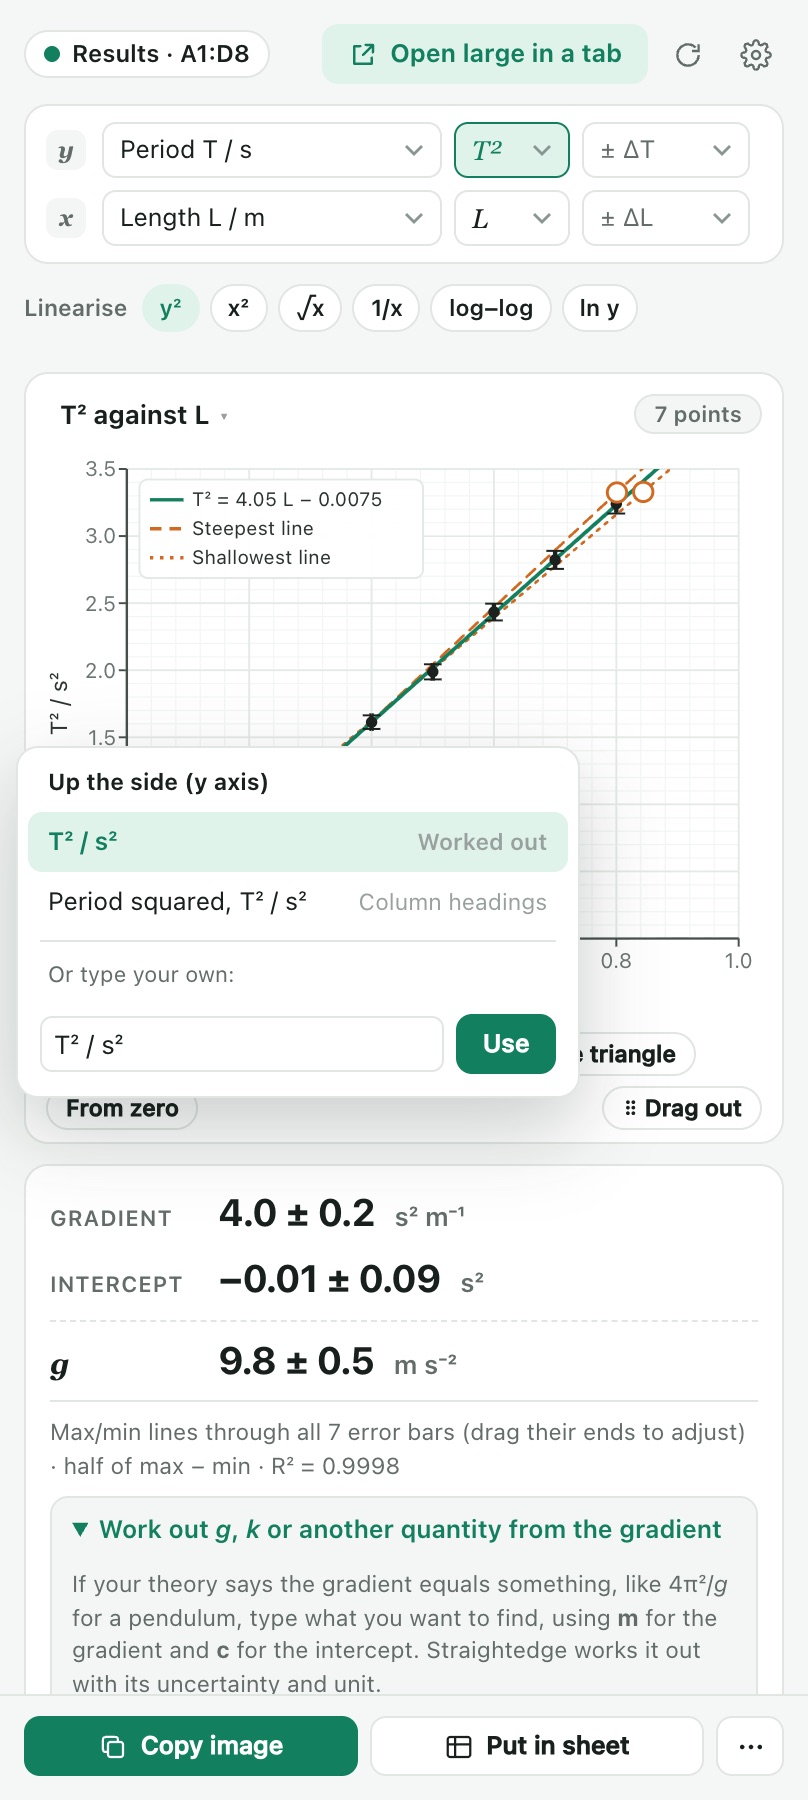 Results · A1:D8
Open large in a tab
y Period T / s T² ± ΔT
x Length L / m L ± ΔL
Linearise y² x² √x 1/x log–log ln y
T² against L ▾ 7 points
3.5
T² = 4.05 L − 0.0075
Steepest line
Shallowest line
3.0
2.5
2.0
1.5
T² / s²
0.8 1.0
Up the side (y axis)
T² / s² Worked out
Period squared, T² / s² Column headings
Or type your own:
T² / s² Use
triangle
From zero Drag out
GRADIENT 4.0 ± 0.2 s² m⁻¹
INTERCEPT −0.01 ± 0.09 s²
g 9.8 ± 0.5 m s⁻²
Max/min lines through all 7 error bars (drag their ends to adjust)
· half of max − min · R² = 0.9998
▼ Work out g, k or another quantity from the gradient
If your theory says the gradient equals something, like 4π²/g
for a pendulum, type what you want to find, using m for the
gradient and c for the intercept. Straightedge works it out
with its uncertainty and unit.
Copy image Put in sheet ···